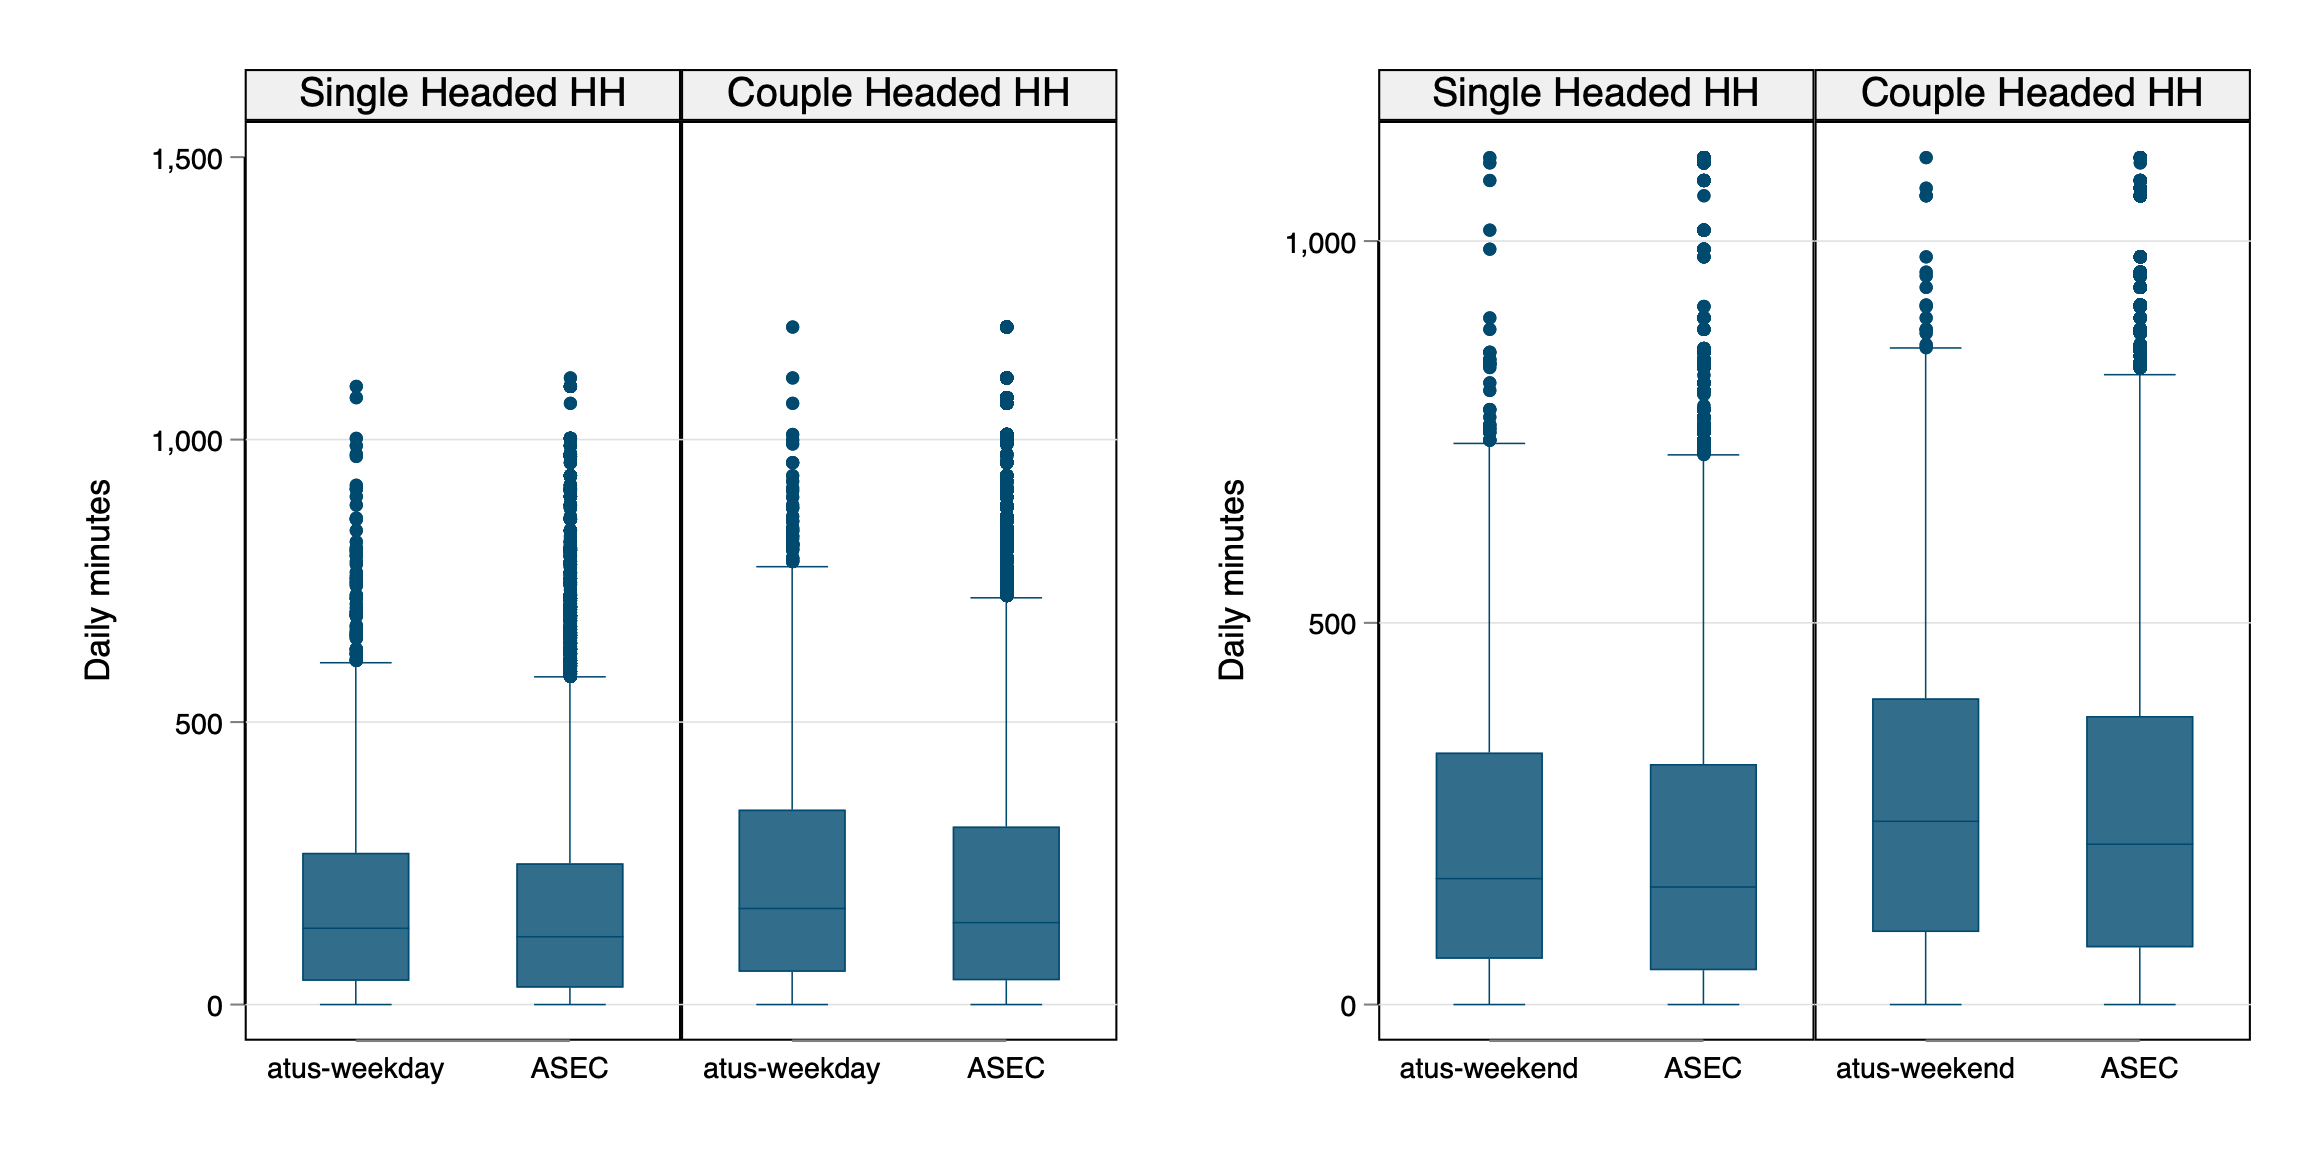 Single Headed HH
Couple Headed HH
1,500
1,000
500
0
Daily minutes
atus-weekday
ASEC
atus-weekday
ASEC
Single Headed HH
Couple Headed HH
1,000
500
0
Daily minutes
atus-weekend
ASEC
atus-weekend
ASEC